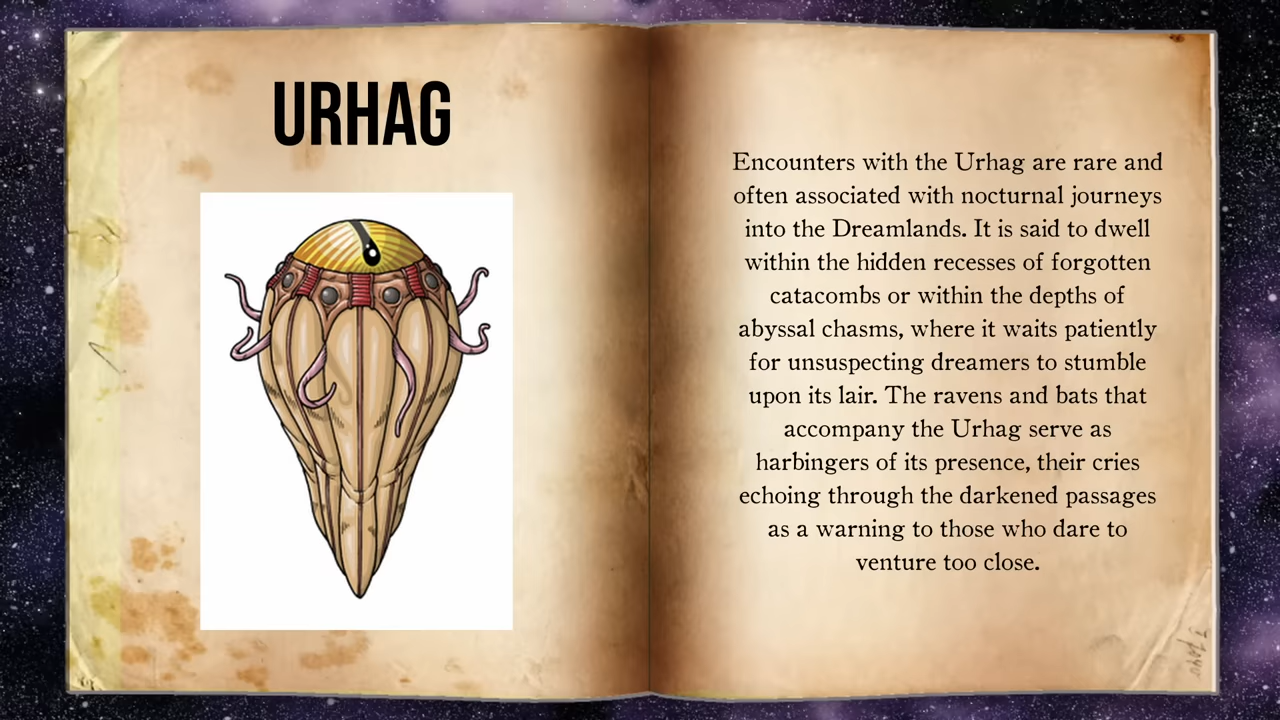 URHAG
Encounters with the Urhag are rare and
often associated with nocturnal journeys
into the Dreamlands. It is said to dwell
within the hidden recesses of forgotten
catacombs or within the depths of
abyssal chasms, where it waits patiently
for unsuspecting dreamers to stumble
upon its lair. The ravens and bats that
accompany the Urhag serve as
harbingers of its presence, their cries
echoing through the darkened passages
as a warning to those who dare to
venture too close.